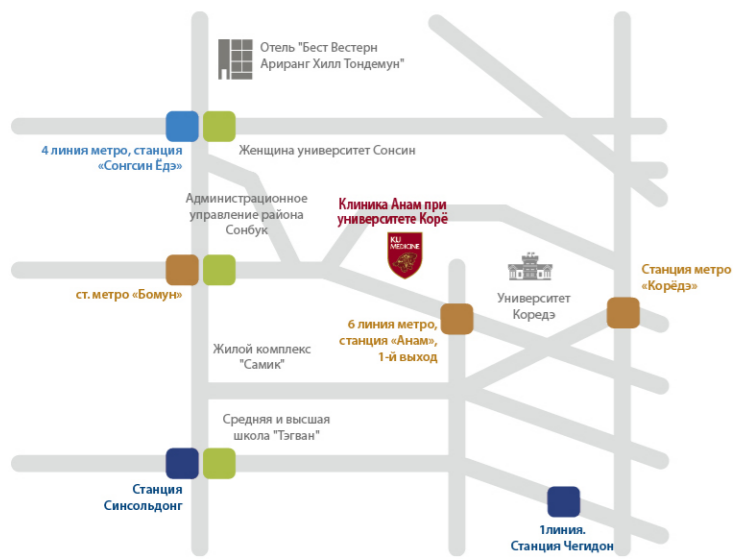 Отель "Бест Вестерн
Ариранг Хилл Тондемун"
4 линия метро, станция
«Сонгсин Ёдэ»
Женщина университет Сонсин
Административное
управление района
Сонбук
Клиника Анам при
университете Корё
KU
MEDICINE
Станция метро
«Корёдэ»
ст. метро «Бомун»
Университет
Коредэ
6 линия метро,
станция «Анам»,
1-й выход
Жилой комплекс
"Самик"
Средняя и высшая
школа "Тэгван"
Станция
Синсольдонг
1линия.
Станция Чегидон